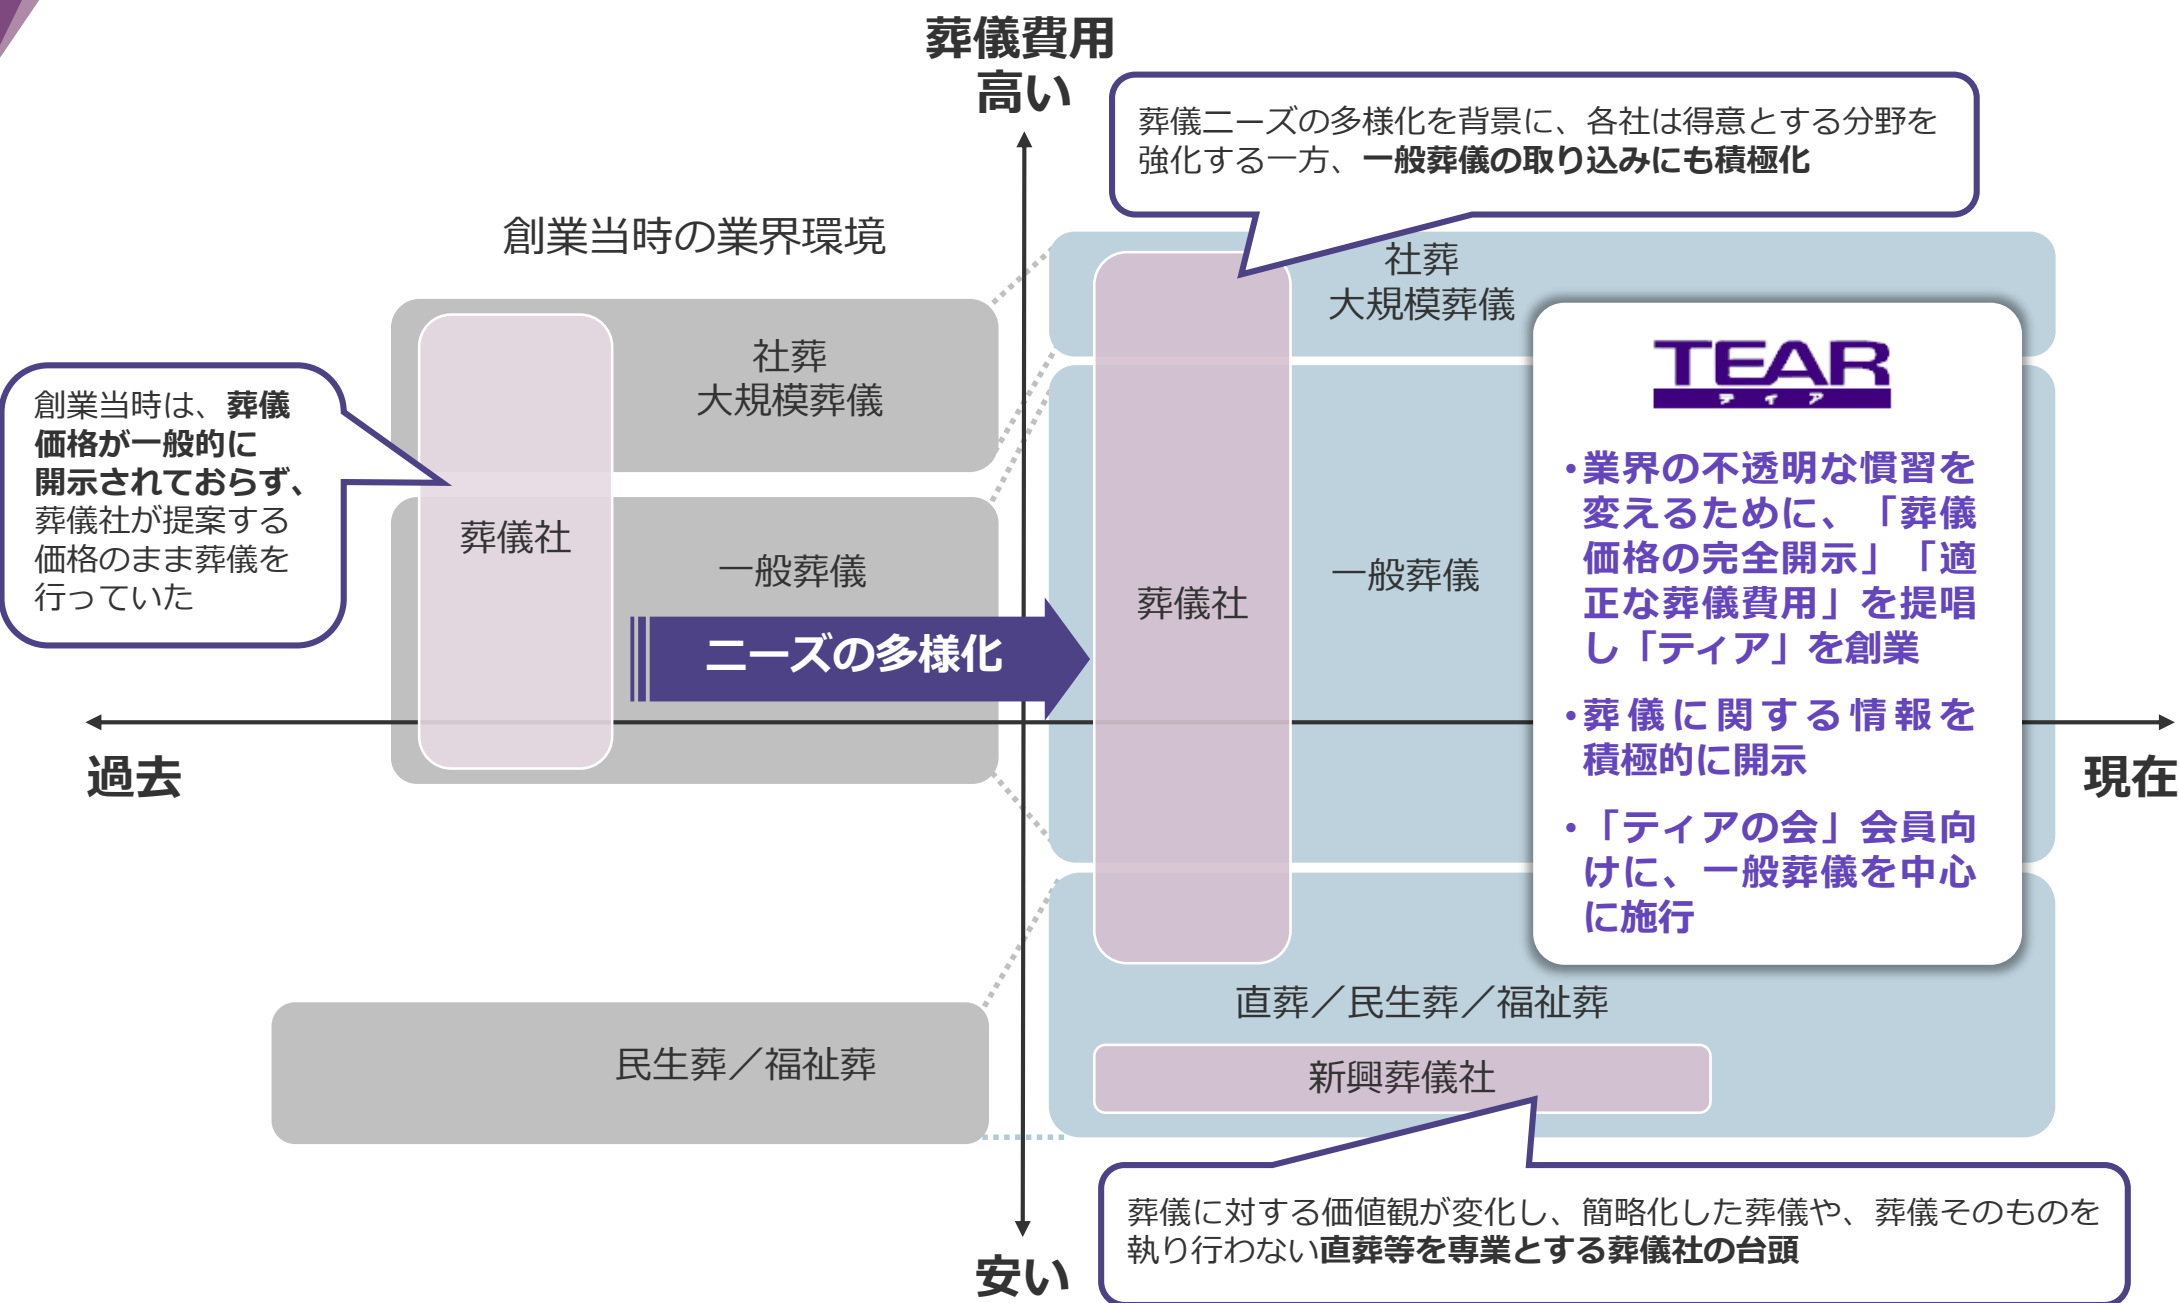 葬儀費用
高い
葬儀ニーズの多様化を背景に、各社は得意とする分野を
強化する一方、一般葬儀の取り込みにも積極化
創業当時の業界環境
社葬
大規模葬儀
社葬
大規模葬儀
創業当時は、葬儀
価格が一般的に
開示されておらず、
葬儀社が提案する
価格のまま葬儀を
行っていた
葬儀社
一般葬儀
ニーズの多様化
葬儀社
一般葬儀
TEAR
ティア
・業界の不透明な慣習を
変えるために、「葬儀
価格の完全開示」「適
正な葬儀費用」を提唱
し「ティア」を創業
・葬儀に関する情報を
積極的に開示
・「ティアの会」会員向
けに、一般葬儀を中心
に施行
過去
現在
民生葬／福祉葬
直葬／民生葬／福祉葬
新興葬儀社
葬儀に対する価値観が変化し、簡略化した葬儀や、葬儀そのものを
執り行わない直葬等を専業とする葬儀社の台頭
安い